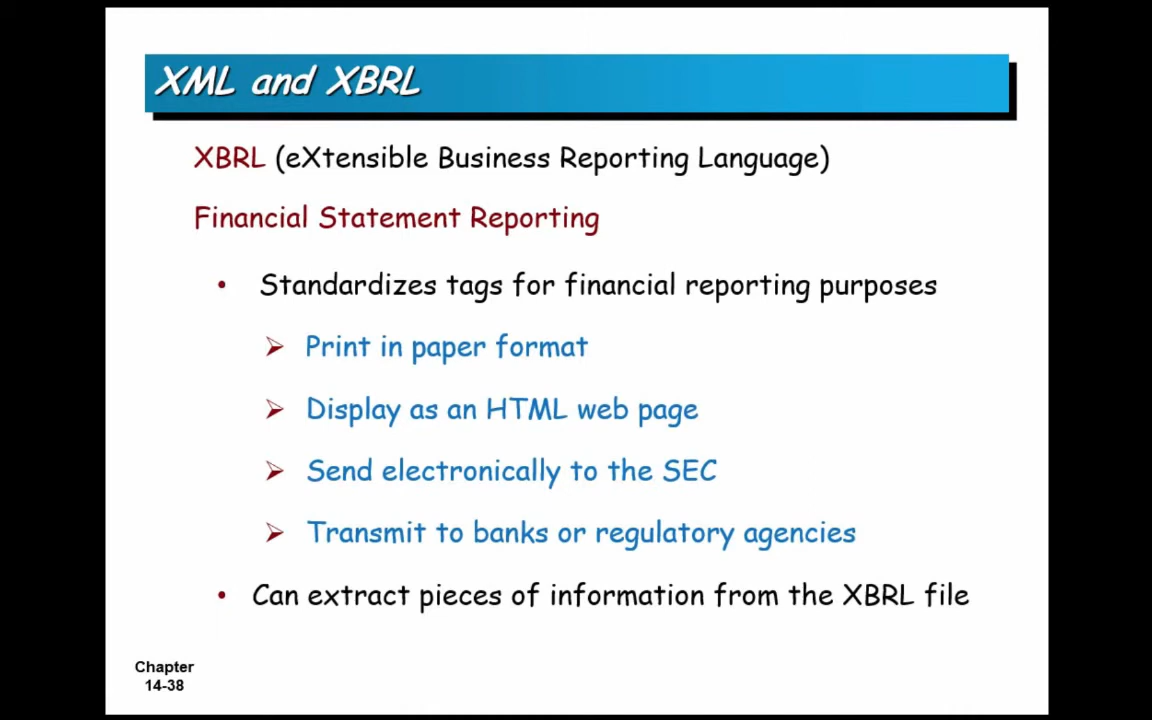 XML and XBRL
XBRL (eXtensible Business Reporting Language)
Financial Statement Reporting
• Standardizes tags for financial reporting purposes
➢ Print in paper format
➢ Display as an HTML web page
➢ Send electronically to the SEC
➢ Transmit to banks or regulatory agencies
• Can extract pieces of information from the XBRL file
Chapter
14-38